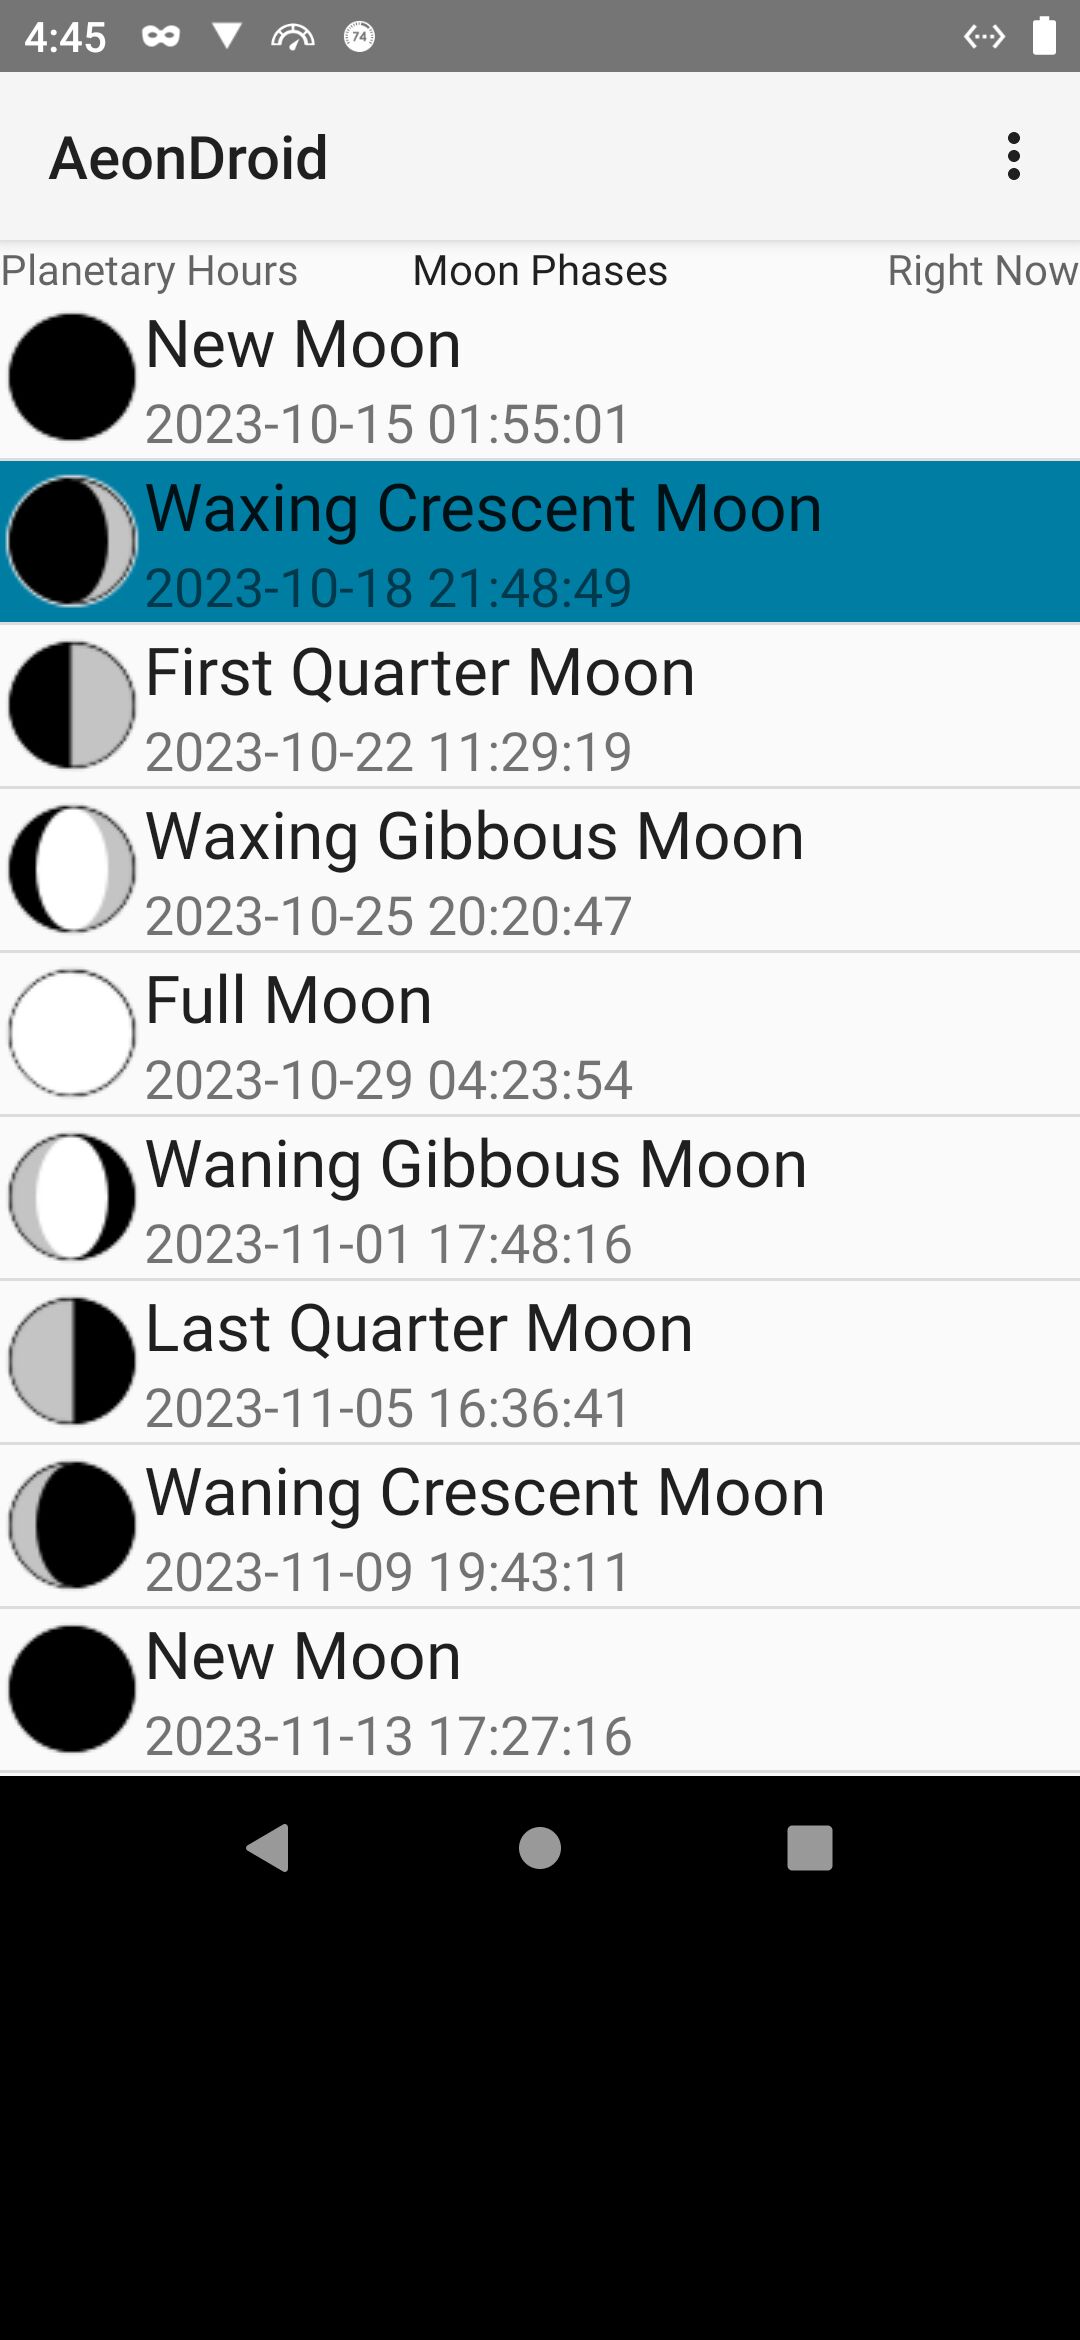 4:45
74
AeonDroid
Planetary Hours Moon Phases Right Now
New Moon
2023-10-15 01:55:01
Waxing Crescent Moon
2023-10-18 21:48:49
First Quarter Moon
2023-10-22 11:29:19
Waxing Gibbous Moon
2023-10-25 20:20:47
Full Moon
2023-10-29 04:23:54
Waning Gibbous Moon
2023-11-01 17:48:16
Last Quarter Moon
2023-11-05 16:36:41
Waning Crescent Moon
2023-11-09 19:43:11
New Moon
2023-11-13 17:27:16